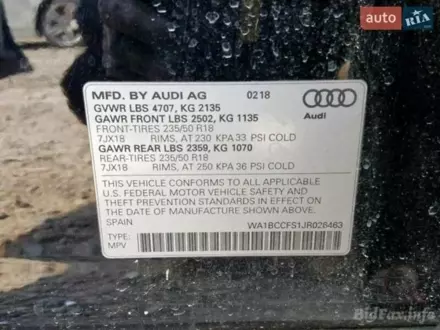 AUTO RIA.com
MFD. BY AUDI AG 0218
GVWR LBS 4707, KG 2135
GAWR FRONT LBS 2502, KG 1135
FRONT-TIRES 235/50 R18
7JX18 RIMS, AT 230 KPA 33 PSI COLD
GAWR REAR LBS 2359, KG 1070
REAR-TIRES 235/50 R18
7JX18 RIMS, AT 250 KPA 36 PSI COLD
Audi
THIS VEHICLE CONFORMS TO ALL APPLICABLE
U.S. FEDERAL MOTOR VEHICLE SAFETY AND
THEFT PREVENTION STANDARDS IN EFFECT ON THE
DATE OF MANUFACTURE SHOWN ABOVE.
SPAIN WA1BCCFS1JR028463
TYPE:
MPV
BidFax.info